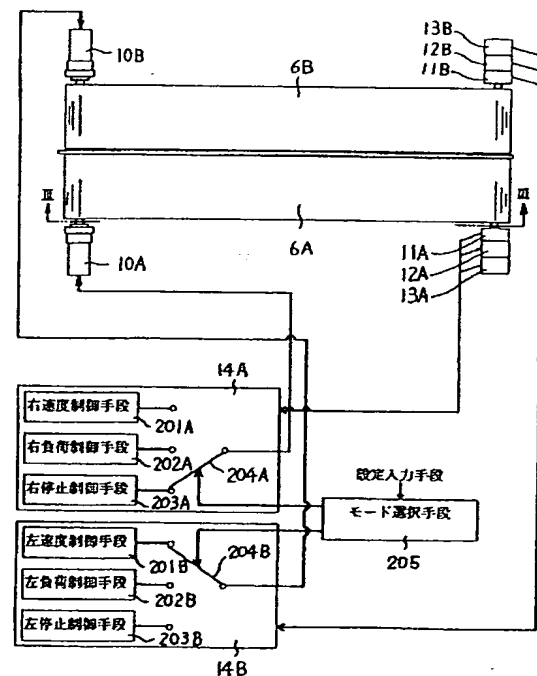 13B
12B
11B
10B
6B
III
III
6A
10A
11A
12A
13A
14A
右速度制御手段
201A
右負荷制御手段
202A
204A
右停止制御手段
203A
設定入力手段
モード選択手段
205
左速度制御手段
201B
204B
左負荷制御手段
202B
左停止制御手段
203B
14B